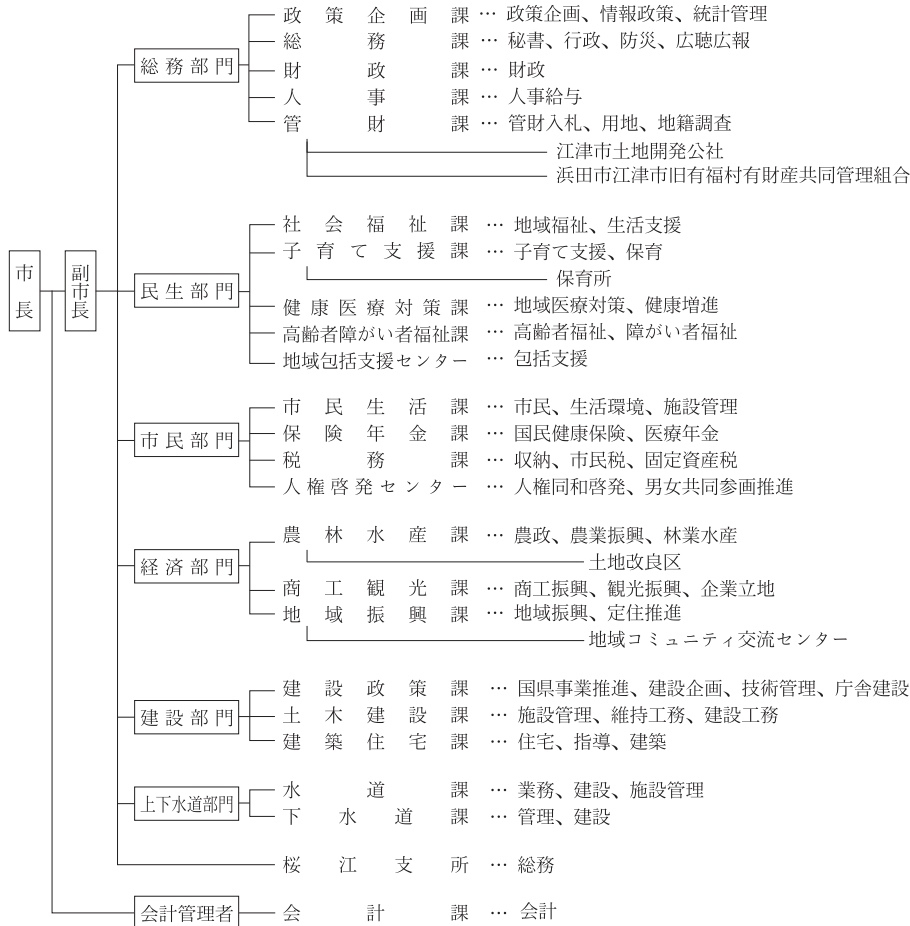 市長
副市長
総務部門
政策企画課 … 政策企画、情報政策、統計管理
総務課 … 秘書、行政、防災、広聴広報
財政課 … 財政
人事課 … 人事給与
管財課 … 管財入札、用地、地籍調査
江津市土地開発公社
浜田市江津市旧有福村有財産共同管理組合
民生部門
社会福祉課 … 地域福祉、生活支援
子育て支援課 … 子育て支援、保育
保育所
健康医療対策課 … 地域医療対策、健康増進
高齢者障がい者福祉課 … 高齢者福祉、障がい者福祉
地域包括支援センター … 包括支援
市民部門
市民生活課 … 市民、生活環境、施設管理
保険年金課 … 国民健康保険、医療年金
税務課 … 収納、市民税、固定資産税
人権啓発センター … 人権同和啓発、男女共同参画推進
経済部門
農林水産課 … 農政、農業振興、林業水産
土地改良区
商工観光課 … 商工振興、観光振興、企業立地
地域振興課 … 地域振興、定住推進
地域コミュニティ交流センター
建設部門
建設政策課 … 国県事業推進、建設企画、技術管理、庁舎建設
土木建設課 … 施設管理、維持工務、建設工務
建築住宅課 … 住宅、指導、建築
上下水道部門
水道課 … 業務、建設、施設管理
下水道課 … 管理、建設
桜江支所 … 総務
会計管理者
会計課 … 会計